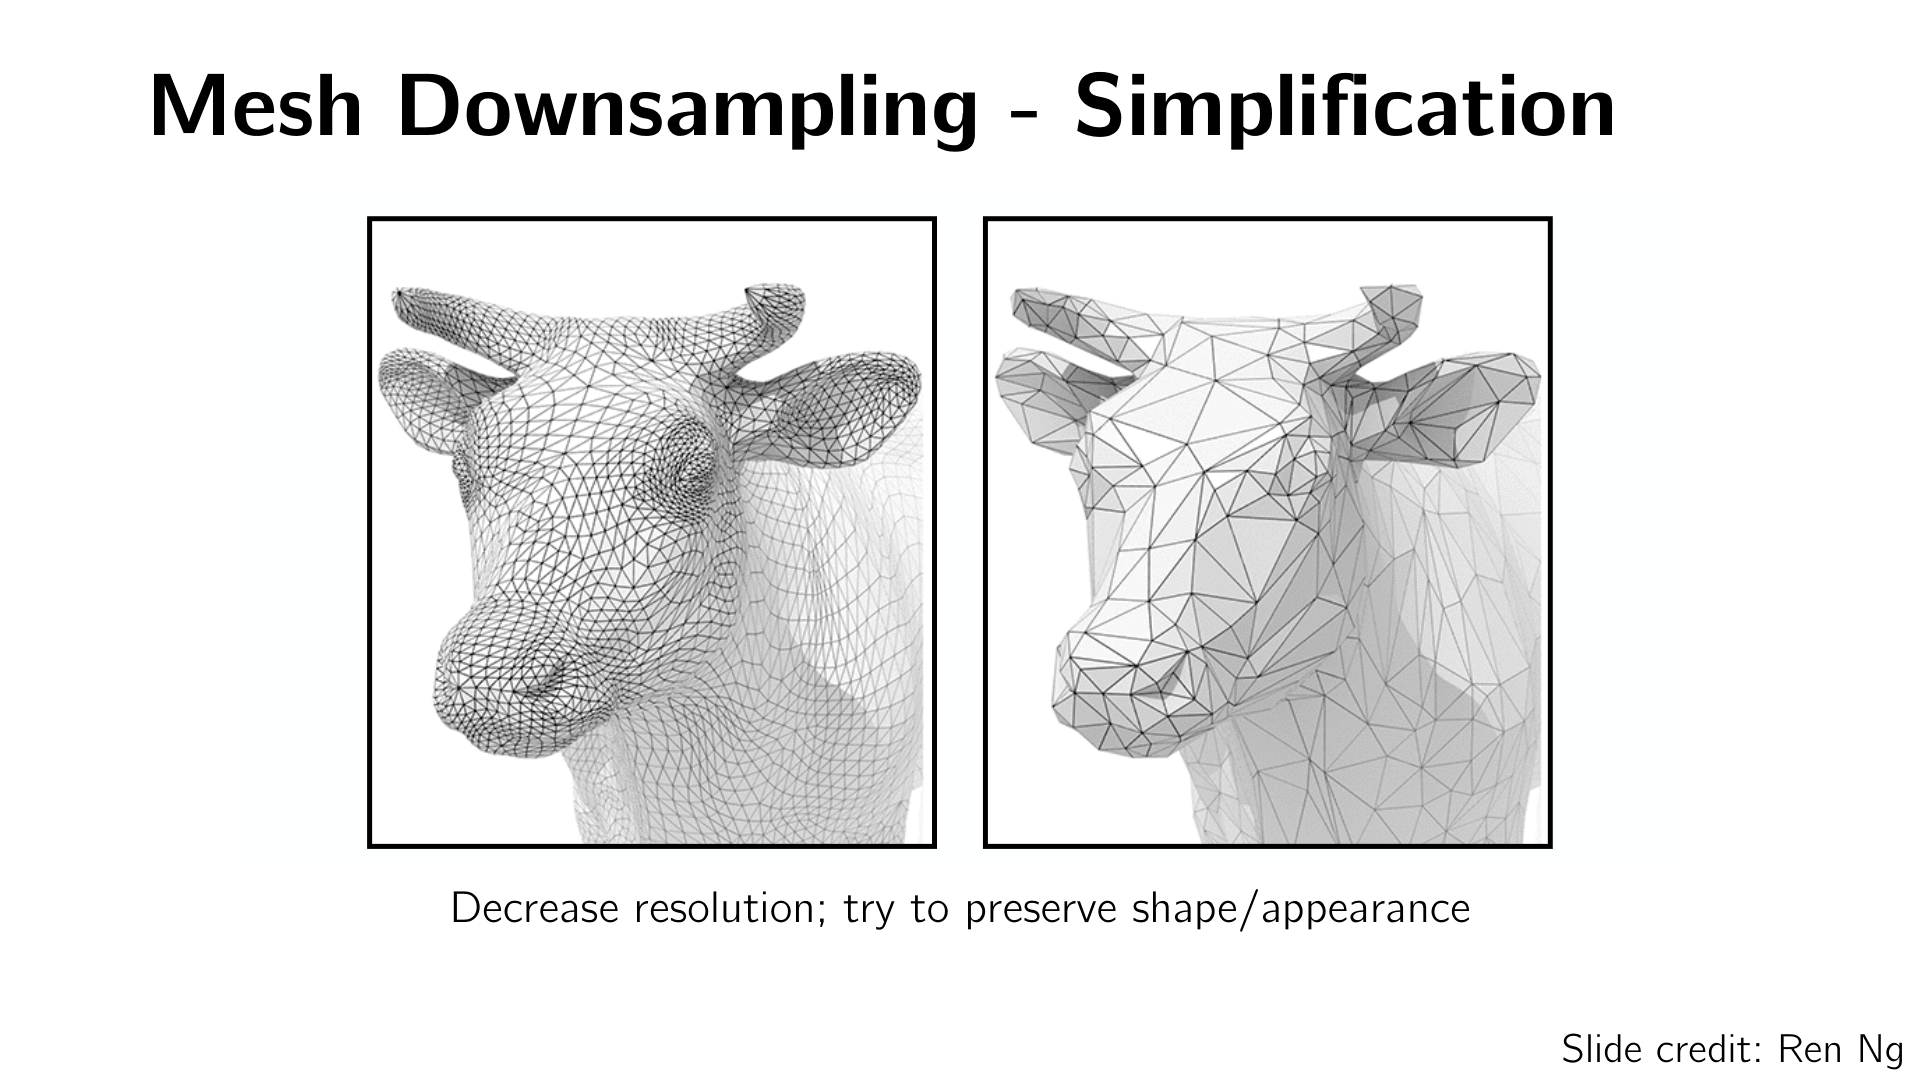 Mesh Downsampling - Simplification
Decrease resolution; try to preserve shape/appearance
Slide credit: Ren Ng